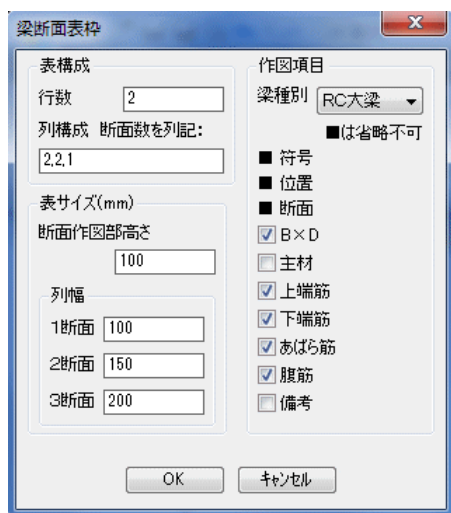 梁断面表枠
表構成
行数 2
列構成 断面数を列記:
2,2,1
表サイズ(mm)
断面作図部高さ
100
列幅
1断面 100
2断面 150
3断面 200
作図項目
梁種別 RC大梁
■は省略不可
■ 符号
■ 位置
■ 断面
B×D
主材
上端筋
下端筋
あばら筋
腹筋
備考
OK キャンセル